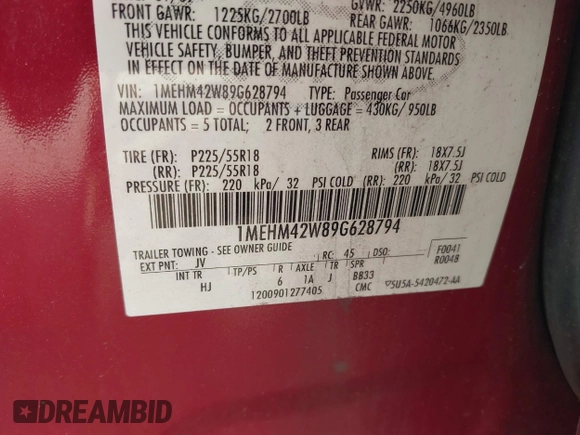 FRONT GAWR: 1225KG/2700LB
GVWR: 2250KG/4960LB
REAR GAWR: 1066KG/2350LB
THIS VEHICLE CONFORMS TO ALL APPLICABLE FEDERAL MOTOR
VEHICLE SAFETY, BUMPER, AND THEFT PREVENTION STANDARDS
IN EFFECT ON THE DATE OF MANUFACTURE SHOWN ABOVE.
VIN: 1MEHM42W89G628794 TYPE: Passenger Car
MAXIMUM LOAD = OCCUPANTS + LUGGAGE = 430KG/ 950LB
OCCUPANTS = 5 TOTAL; 2 FRONT, 3 REAR
TIRE (FR): P225/55R18 RIMS (FR): 18X7.5J
(RR): P225/55R18 (RR): 18X7.5J
PRESSURE (FR): 220 kPa/ 32 PSI COLD (RR): 220 kPa/ 32 PSI COLD
1MEHM42W89G628794
TRAILER TOWING - SEE OWNER GUIDE
EXT PNT: JV RC: 45 DSO: F0041
R0048
INT TR TP/PS R AXLE TR SPR
HJ 6 1A J BB33
1200901277405 CMC 5U5A-5420472-AA
DREAMBID